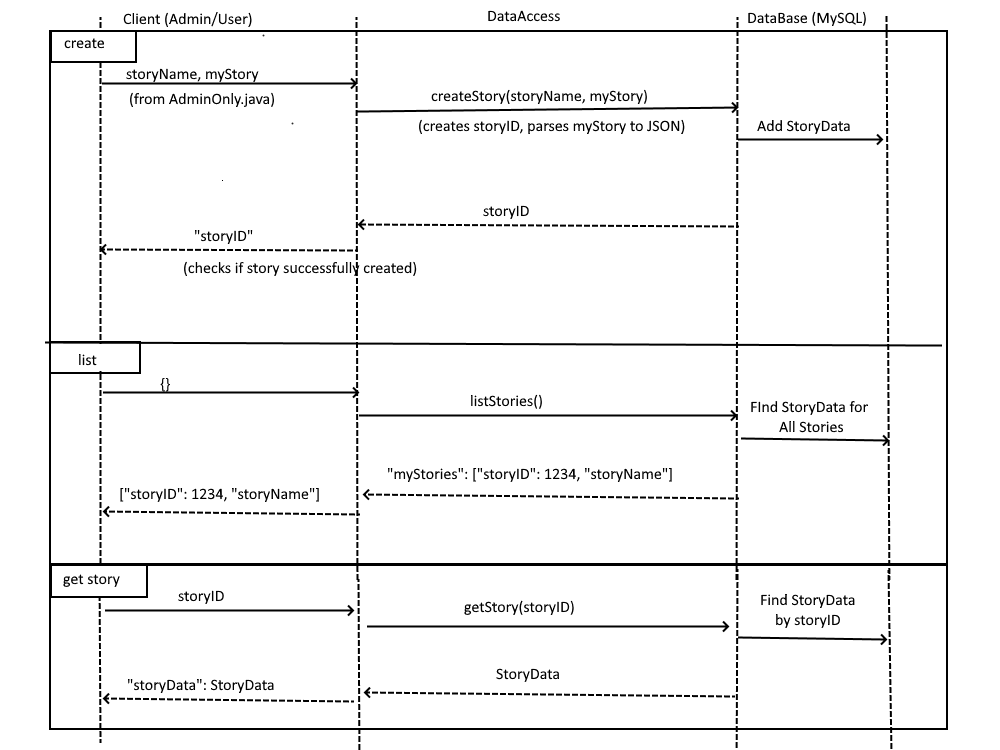 Client (Admin/User)
DataAccess
DataBase (MySQL)
create
storyName, myStory
(from AdminOnly.java)
createStory(storyName, myStory)
(creates storyID, parses myStory to JSON)
Add StoryData
storyID
"storyID"
(checks if story successfully created)
list
{}
listStories()
FInd StoryData for
All Stories
"myStories": ["storyID": 1234, "storyName"]
["storyID": 1234, "storyName"]
get story
storyID
getStory(storyID)
Find StoryData
by storyID
StoryData
"storyData": StoryData